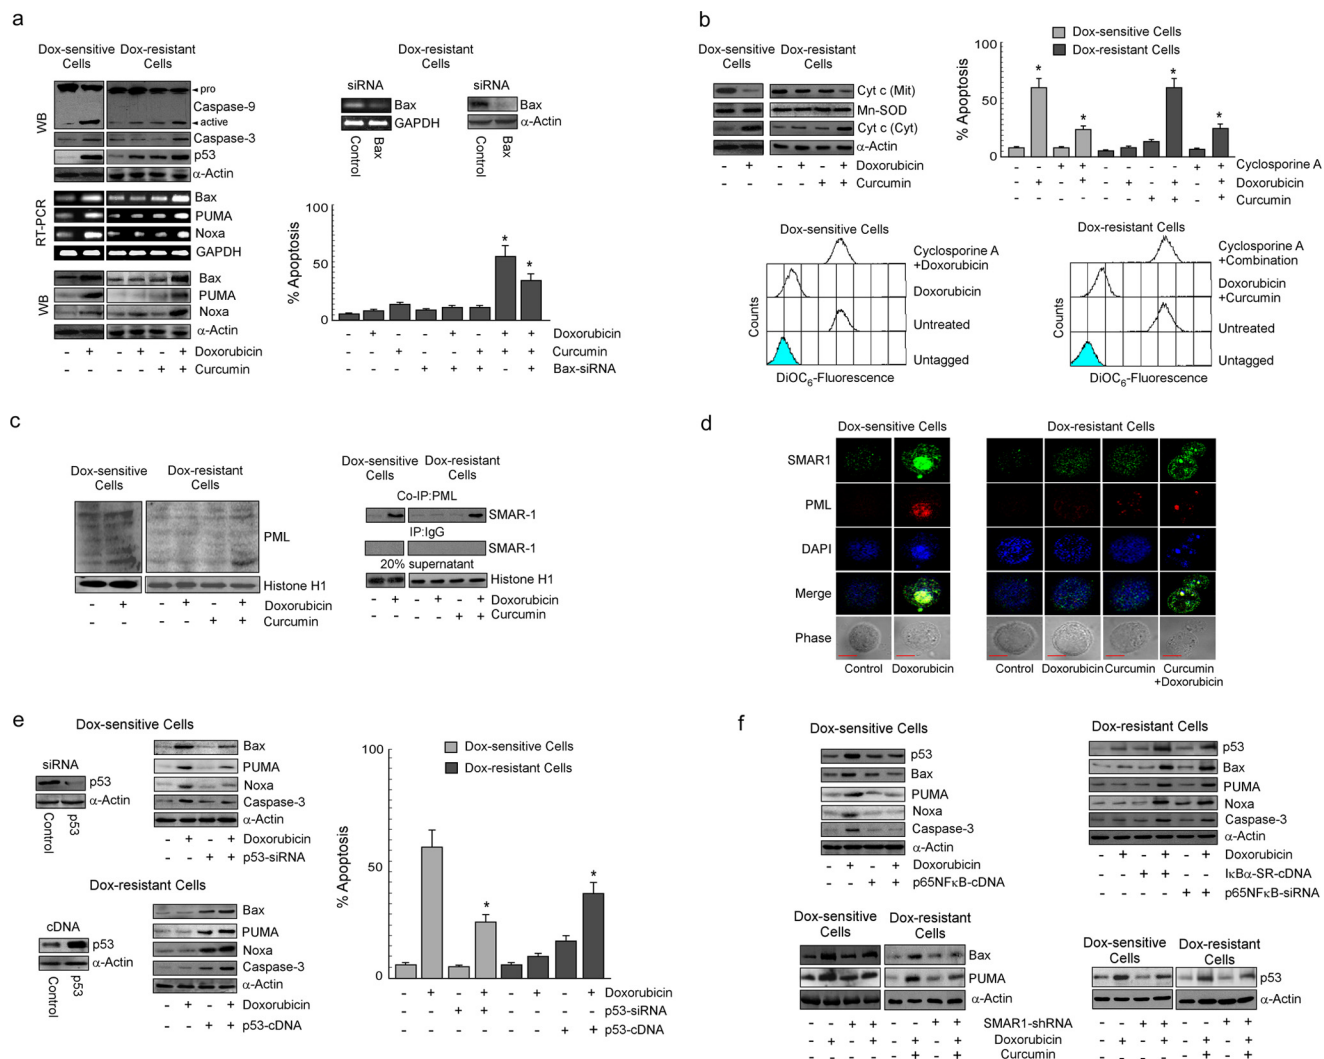 a
Dox-sensitive Cells
Dox-resistant Cells
WB
pro
Caspase-9
active
Caspase-3
p53
α-Actin
RT-PCR
Bax
PUMA
Noxa
GAPDH
WB
Bax
PUMA
Noxa
α-Actin
- + - + - + Doxorubicin
- - - - + + Curcumin
Dox-resistant Cells
siRNA
Bax
GAPDH
Control
Bax
siRNA
Bax
α-Actin
Control
Bax
% Apoptosis
100
50
0
* *
- + - - + - + + Doxorubicin
- - + - - + + + Curcumin
- - - + + + - + Bax-siRNA
b
Dox-sensitive Cells
Dox-resistant Cells
Cyt c (Mit)
Mn-SOD
Cyt c (Cyt)
α-Actin
- + - + - + Doxorubicin
- - - - + + Curcumin
Dox-sensitive Cells
Dox-resistant Cells
% Apoptosis
100
50
0
* * * *
- - + + - - - - + + Cyclosporine A
- + - + - + - + - + Doxorubicin
- - + + - + Curcumin
Dox-sensitive Cells
Counts
Cyclosporine A +Doxorubicin
Doxorubicin
Untreated
Untagged
DiOC6-Fluorescence
Dox-resistant Cells
Counts
Cyclosporine A +Combination
Doxorubicin +Curcumin
Untreated
Untagged
DiOC6-Fluorescence
c
Dox-sensitive Cells
Dox-resistant Cells
PML
Histone H1
- + - + - + Doxorubicin
- - - - + + Curcumin
Dox-sensitive Cells
Dox-resistant Cells
Co-IP:PML
SMAR-1
IP:IgG
SMAR-1
20% supernatant
Histone H1
- + - + - + Doxorubicin
- - - - + + Curcumin
d
Dox-sensitive Cells
Dox-resistant Cells
SMAR1
PML
DAPI
Merge
Phase
Control
Doxorubicin
Control
Doxorubicin
Curcumin
Curcumin +Doxorubicin
e
Dox-sensitive Cells
siRNA
p53
α-Actin
Control
p53
Bax
PUMA
Noxa
Caspase-3
α-Actin
- + - + Doxorubicin
- - + + p53-siRNA
Dox-resistant Cells
cDNA
p53
α-Actin
Control
p53
Bax
PUMA
Noxa
Caspase-3
α-Actin
- + - + Doxorubicin
- - + + p53-cDNA
Dox-sensitive Cells
Dox-resistant Cells
% Apoptosis
100
50
0
* *
- + - + - + - + Doxorubicin
- - + + - - - - p53-siRNA
- - - - - - + + p53-cDNA
f
Dox-sensitive Cells
p53
Bax
PUMA
Noxa
Caspase-3
α-Actin
- + - + Doxorubicin
- - + + p65NFκB-cDNA
Dox-resistant Cells
p53
Bax
PUMA
Noxa
Caspase-3
α-Actin
- + - + - + Doxorubicin
- - + + - - IκBα-SR-cDNA
- - - - + + p65NFκB-siRNA
Dox-sensitive Cells
Dox-resistant Cells
Bax
PUMA
α-Actin
Dox-sensitive Cells
Dox-resistant Cells
p53
α-Actin
- - + + - - + + SMAR1-shRNA - - + + - - + +
- + - + - + - + Doxorubicin - + - + - + - +
- - - - - + - + Curcumin - - - - - + - +